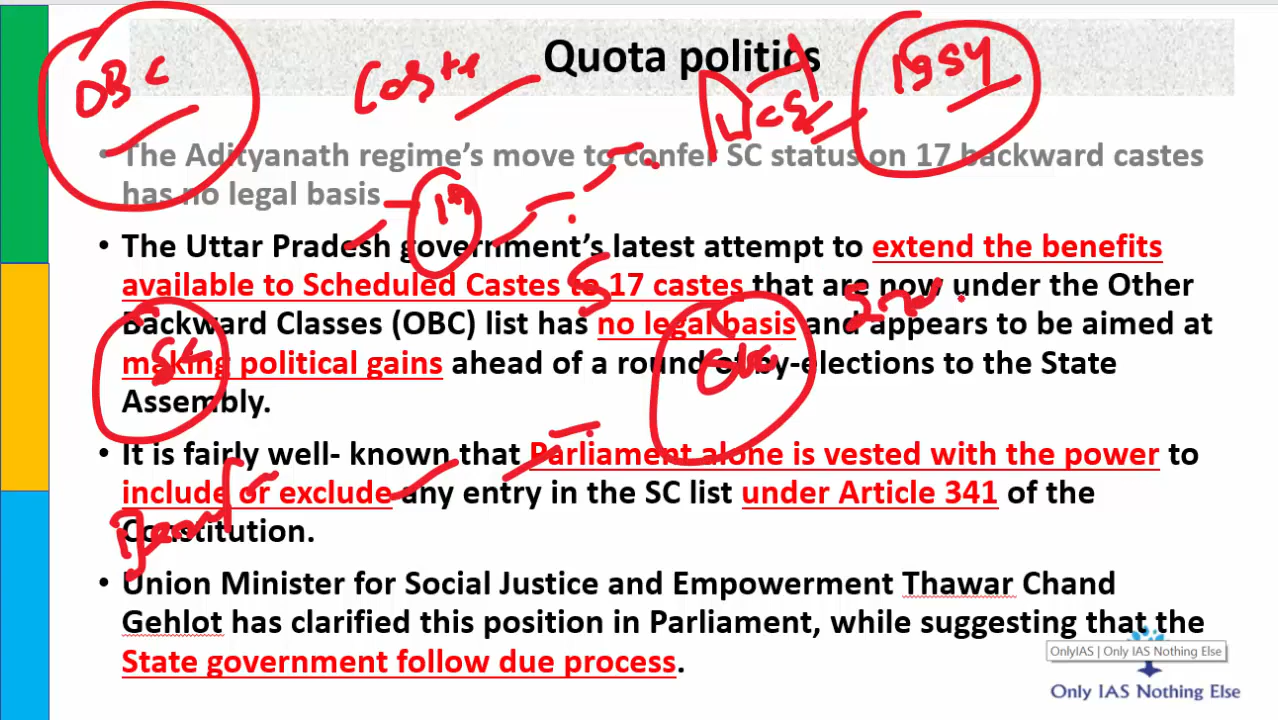 Quota politics
OBC
Caste
• The Adityanath regime's move to confer SC status on 17 backward castes
has no legal basis
17
• The Uttar Pradesh government's latest attempt to extend the benefits
available to Scheduled Castes to 17 castes that are now under the Other
Backward Classes (OBC) list has no legal basis and appears to be aimed at
making political gains ahead of a round of by-elections to the State
Assembly.
SC
• It is fairly well- known that Parliament alone is vested with the power to
include or exclude any entry in the SC list under Article 341 of the
Constitution.
• Union Minister for Social Justice and Empowerment Thawar Chand
Gehlot has clarified this position in Parliament, while suggesting that the
State government follow due process.
OnlyIAS | Only IAS Nothing Else
Only IAS Nothing Else